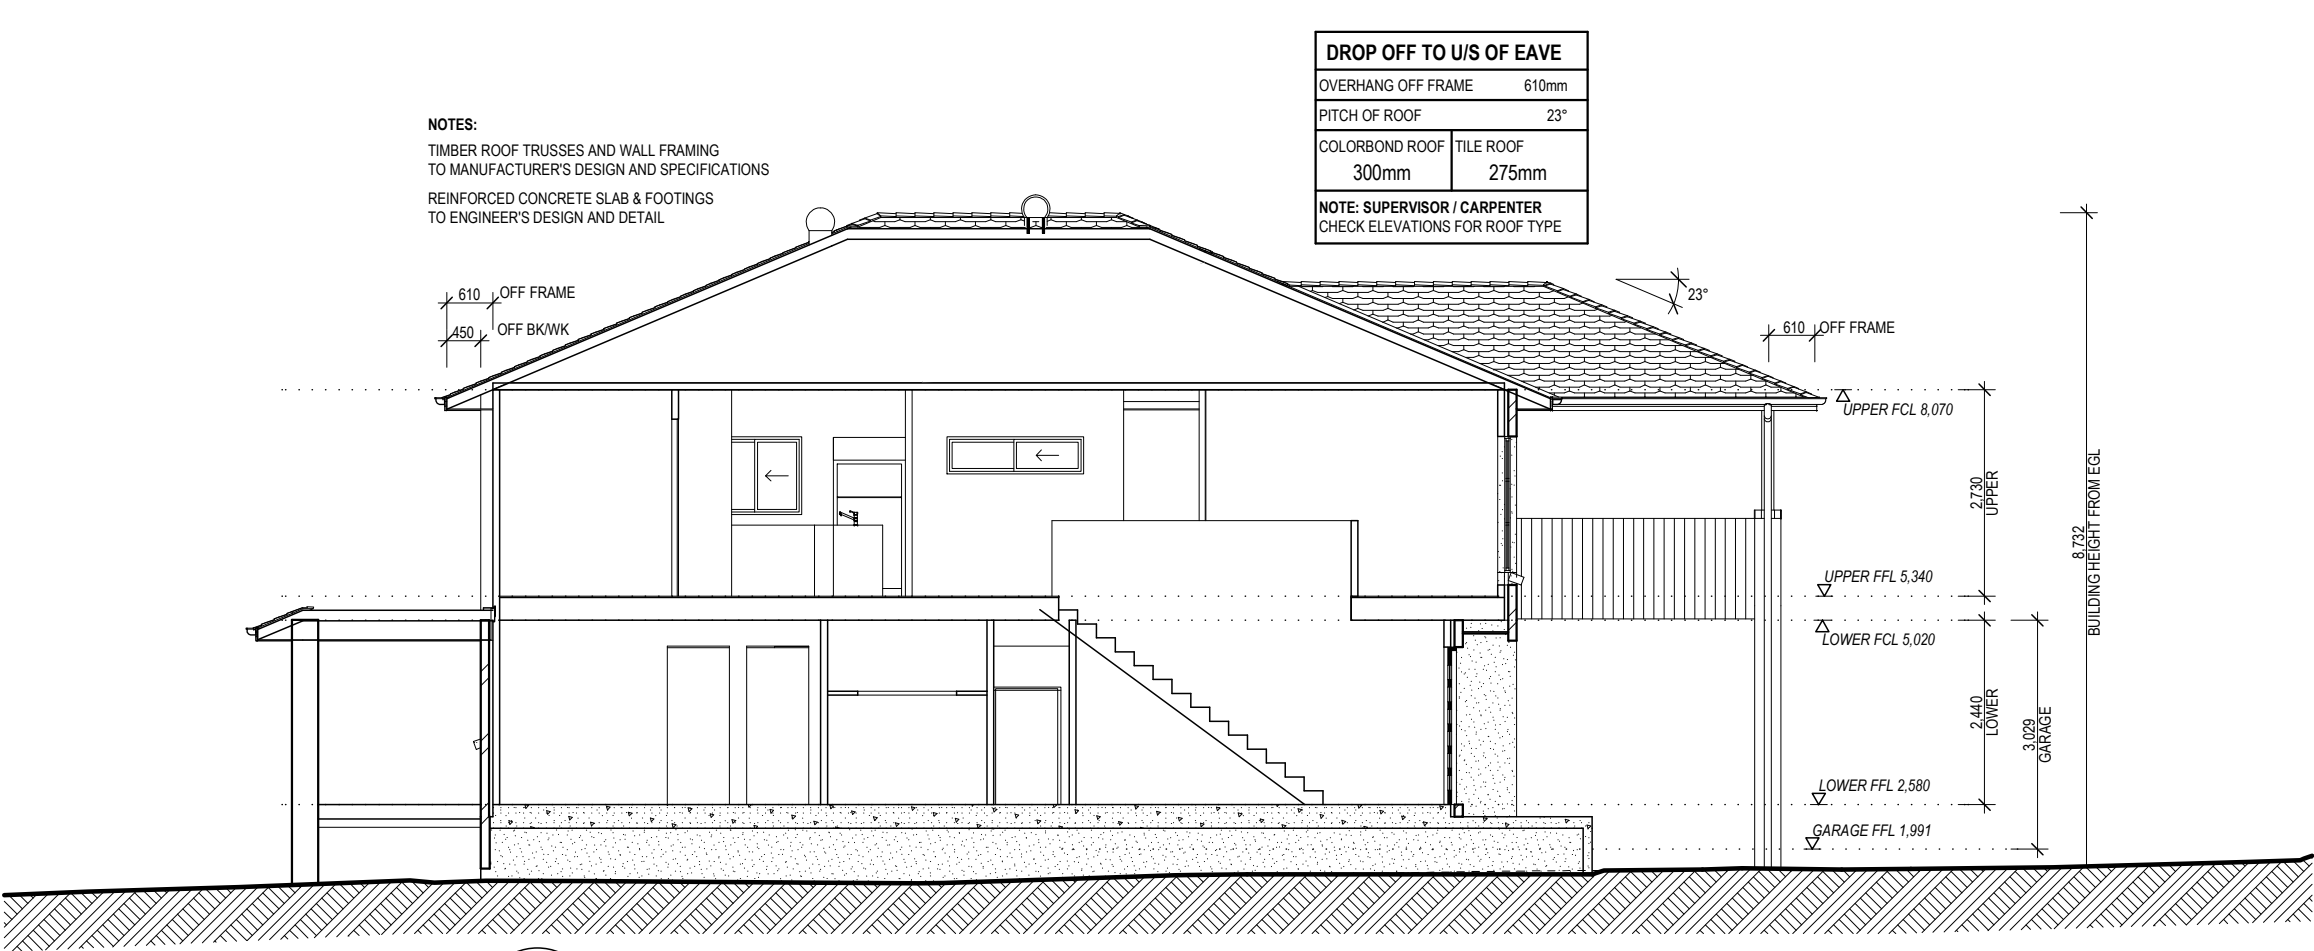 DROP OFF TO U/S OF EAVE
OVERHANG OFF FRAME 610mm
PITCH OF ROOF 23°
COLORBOND ROOF TILE ROOF
300mm 275mm
NOTE: SUPERVISOR / CARPENTER
CHECK ELEVATIONS FOR ROOF TYPE
NOTES:
TIMBER ROOF TRUSSES AND WALL FRAMING
TO MANUFACTURER'S DESIGN AND SPECIFICATIONS
REINFORCED CONCRETE SLAB & FOOTINGS
TO ENGINEER'S DESIGN AND DETAIL
610 OFF FRAME
450 OFF BK/WK
23°
610 OFF FRAME
UPPER FCL 8,070
2,730
UPPER
8,732
BUILDING HEIGHT FROM EGL
UPPER FFL 5,340
LOWER FCL 5,020
2,440
LOWER
3,029
GARAGE
LOWER FFL 2,580
GARAGE FFL 1,991